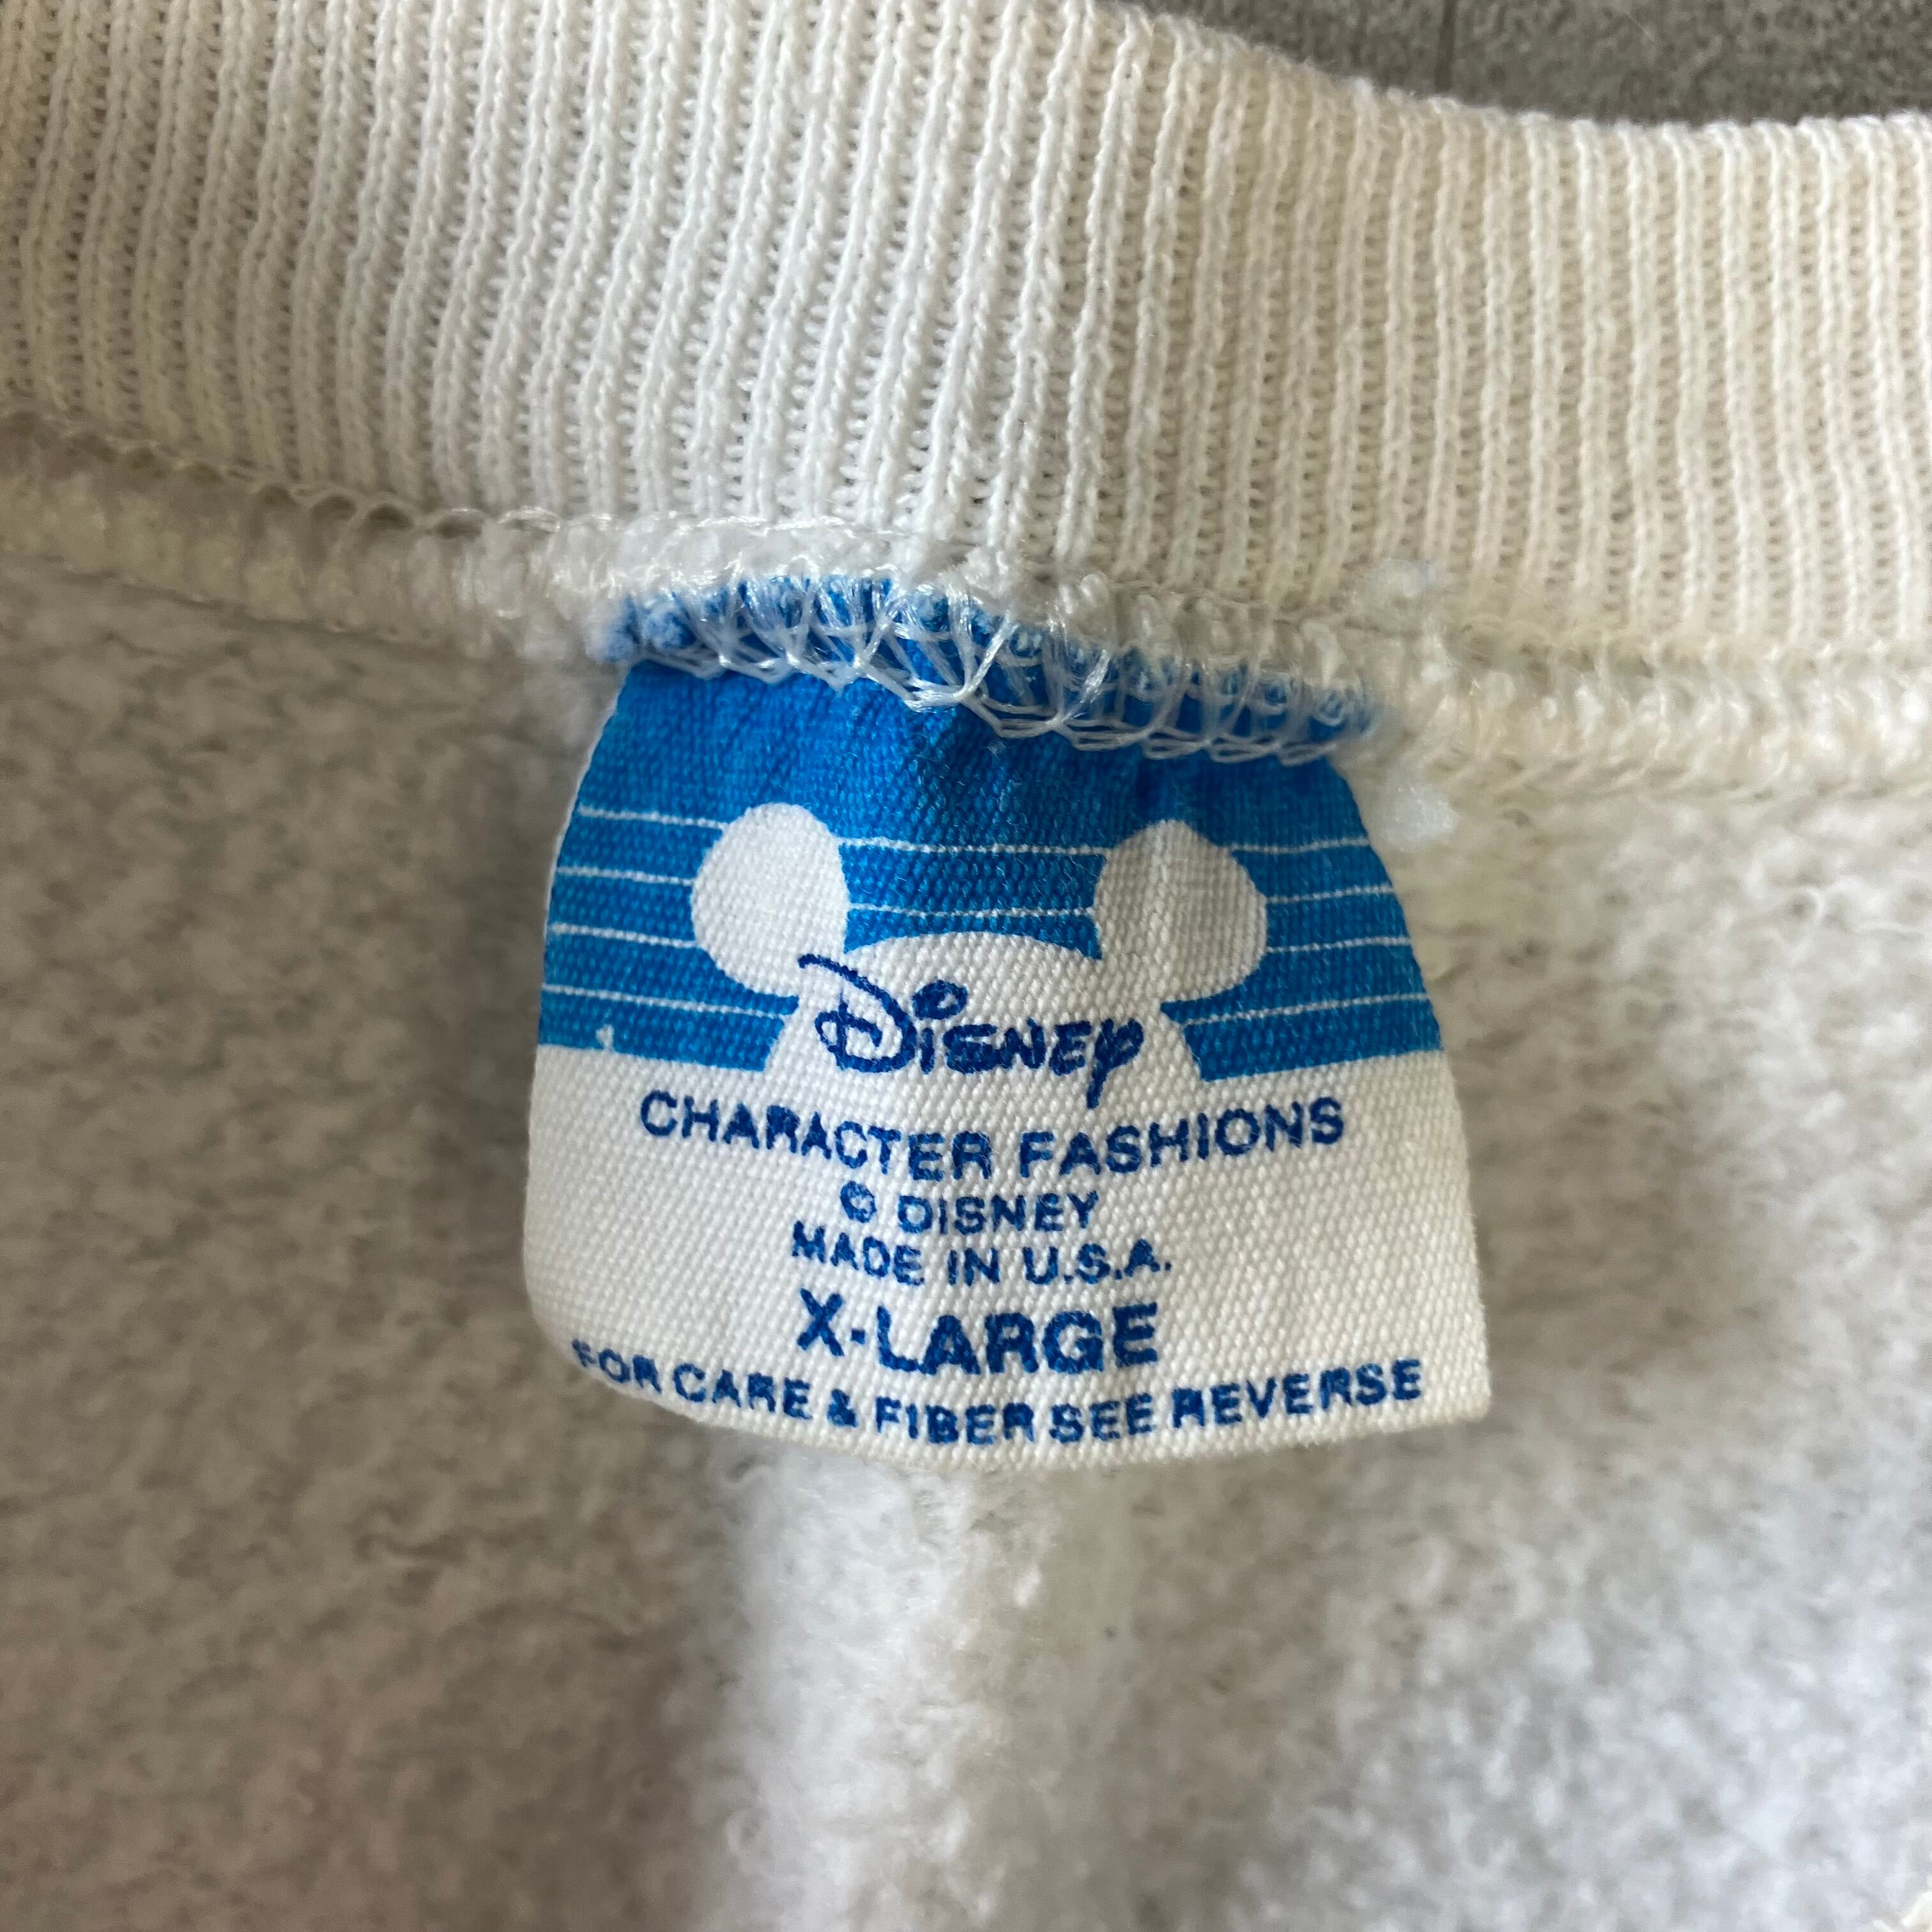 Disney
CHARACTER FASHIONS
© DISNEY
MADE IN U.S.A.
X-LARGE
FOR CARE & FIBER SEE REVERSE